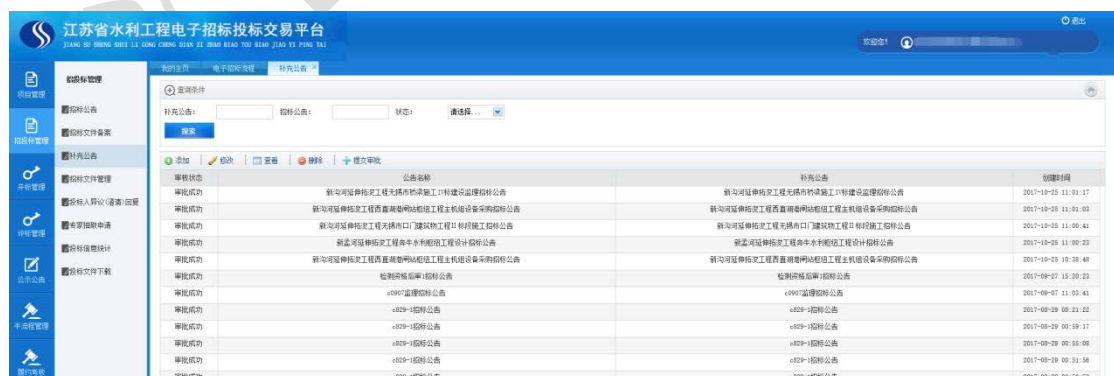 江苏省水利工程电子招标投标交易平台
JIANG SU SHENG SHUI LI GONG CHENG DIAN ZI ZHAO BIAO TOU BIAO JIAO YI PING TAI
退出
欢迎您!
我的主页 电子招标流程 补充公告 ×
项目管理
招投标管理
开标管理
评标管理
公示公告
履约考核
招投标管理
招标公告
招标文件备案
补充公告
招标文件管理
专家抽取申请
投标信息统计
投标文件下载
查询条件
补充公告: 招标公告: 状态: 请选择...
搜索
添加 修改 查看 删除 提交审批
审核状态 公告名称 补充公告 创建时间
审批成功 新沟河延伸拓浚工程无锡市桥梁施工IV标建设监理招标公告 新沟河延伸拓浚工程无锡市桥梁施工IV标建设监理招标公告 2017-10-25 11:01:17
审批成功 新沟河延伸拓浚工程西直湖港闸站枢纽工程主机组设备采购招标公告 新沟河延伸拓浚工程西直湖港闸站枢纽工程主机组设备采购招标公告 2017-10-25 11:01:03
审批成功 新沟河延伸拓浚工程无锡市口门建筑物工程II标段施工招标公告 新沟河延伸拓浚工程无锡市口门建筑物工程II标段施工招标公告 2017-10-25 11:00:41
审批成功 新孟河延伸拓浚工程奔牛水利枢纽工程设计招标公告 新孟河延伸拓浚工程奔牛水利枢纽工程设计招标公告 2017-10-25 11:00:23
审批成功 新沟河延伸拓浚工程西直湖港闸站枢纽工程主机组设备采购招标公告 新沟河延伸拓浚工程西直湖港闸站枢纽工程主机组设备采购招标公告 2017-10-25 10:38:48
审批成功 检测资格后审1招标公告 检测资格后审1招标公告 2017-09-27 15:20:23
审批成功 c0907监理招标公告 c0907监理招标公告 2017-09-07 11:03:41
审批成功 c829-1招标公告 c829-1招标公告 2017-08-29 08:21:22
审批成功 c829-1招标公告 c829-1招标公告
审批成功 c829-1招标公告 c829-1招标公告
审批成功 c829-1招标公告 c829-1招标公告